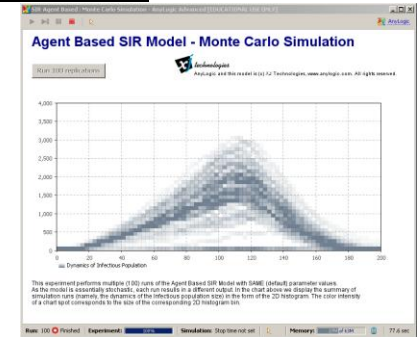 SIR Agent Based - Monte Carlo Simulation - AnyLogic Advanced [EDUCATIONAL USE ONLY]
AnyLogic
Agent Based SIR Model - Monte Carlo Simulation
Run 100 replications
xj technologies
AnyLogic and this model is (c) XJ Technologies, www.anylogic.com. All rights reserved
4,000
3,500
3,000
2,500
2,000
1,500
1,000
500
0
0 20 40 60 80 100 120 140 160 180 200
Dynamics of Infectious Population
This experiment performs multiple (100) runs of the Agent Based SIR Model with SAME (default) parameter values.
As the model is essentially stochastic, each run results in a different output. In the chart above we display the summary of
simulation runs (namely, the dynamics of the infectious population size) in the form of the 2D histogram. The color intensity
of a chart spot corresponds to the size of the corresponding 2D histogram bin.
Run: 100 Finished Experiment: 100% Simulation: Stop time not set Memory: of 63M 77.6 sec